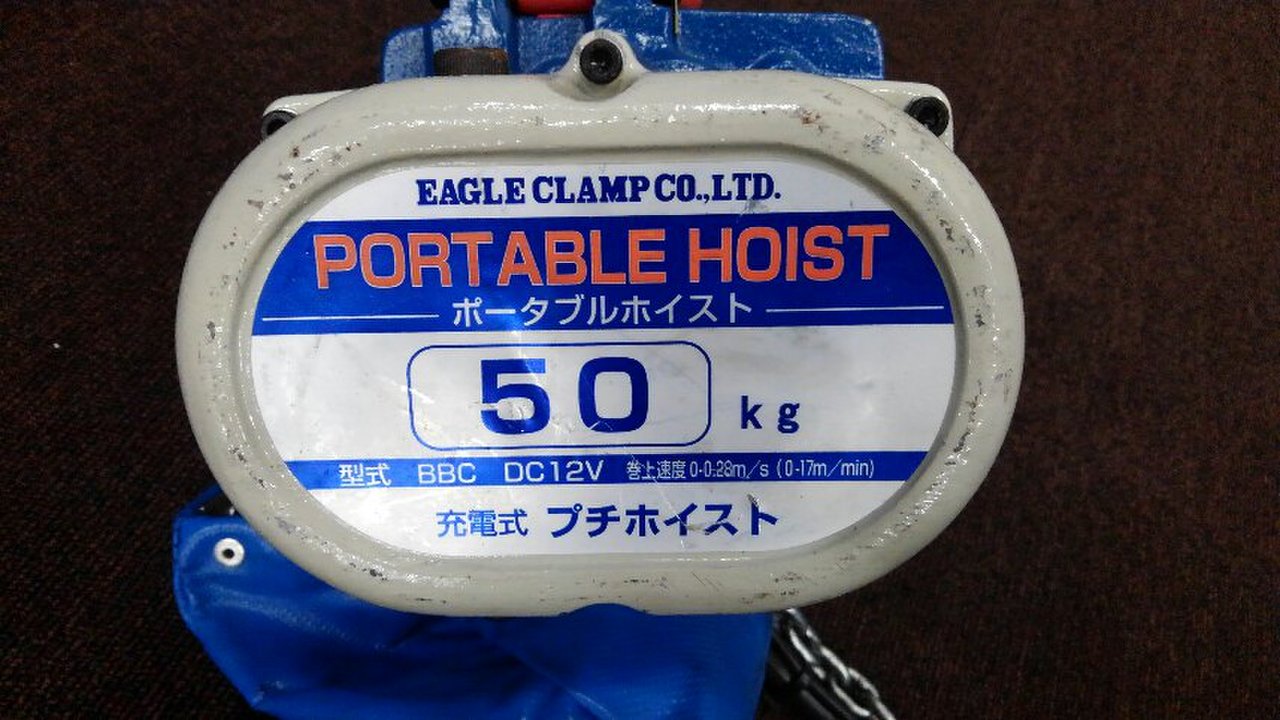 EAGLE CLAMP CO.,LTD.
PORTABLE HOIST
ポータブルホイスト
50 kg
型式 BBC DC12V 巻上速度0-0.28m/s (0-17m/min)
充電式 プチホイスト